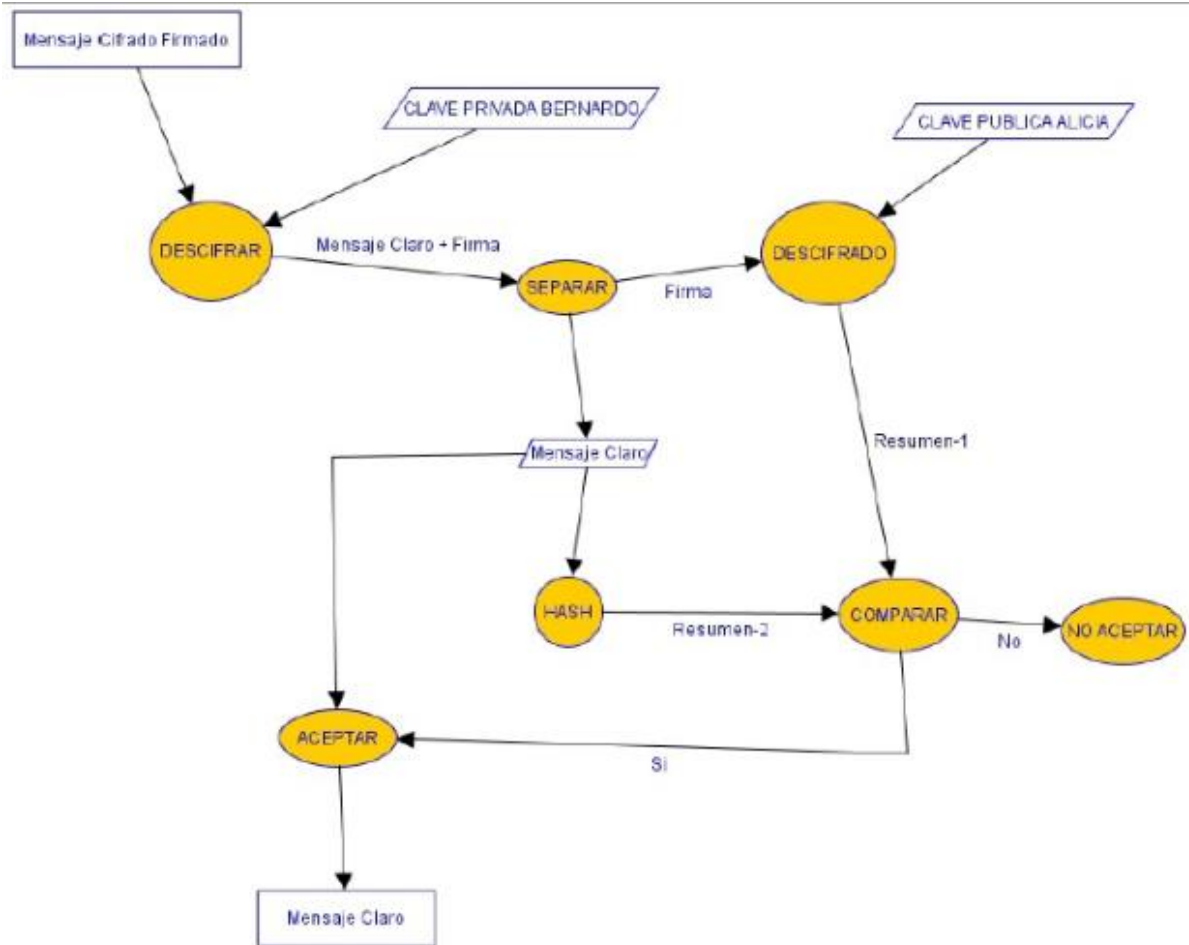 Mensaje Cifrado Firmado
CLAVE PRIVADA BERNARDO
CLAVE PUBLICA ALICIA
DESCIFRAR
Mensaje Claro + Firma
SEPARAR
Firma
DESCIFRADO
Mensaje Claro
Resumen-1
HASH
Resumen-2
COMPARAR
No
NO ACEPTAR
ACEPTAR
Si
Mensaje Claro